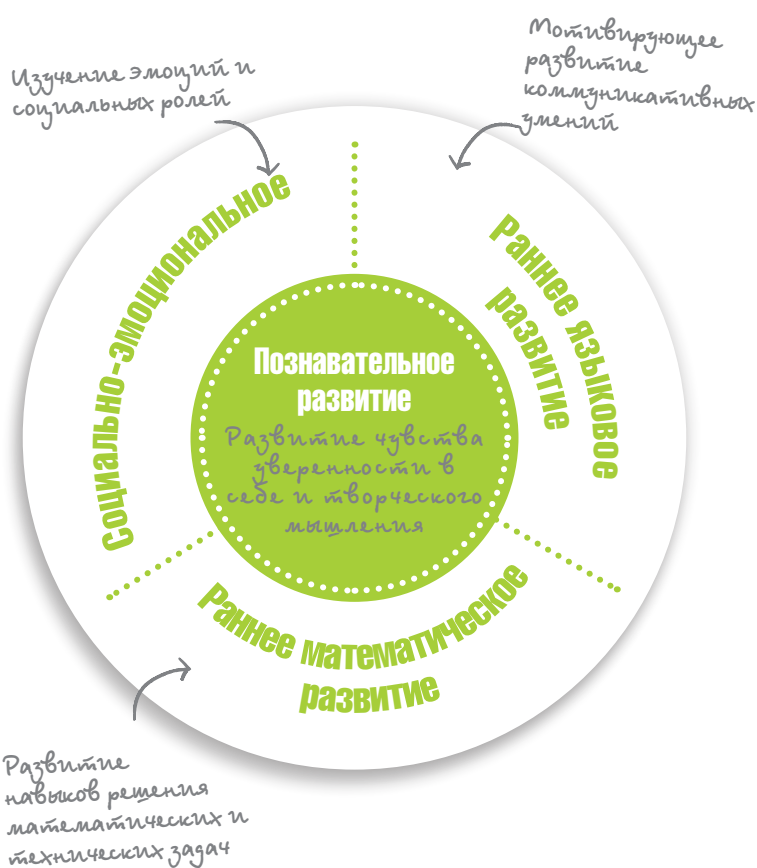 Изучение эмоций и
социальных ролей
Мотивирующее
развитие
коммуникативных
умений
Социально-эмоциональное
Раннее языковое
развитие
Познавательное
развитие
Развитие чувства
уверенности в
себе и творческого
мышления
Раннее математическое
развитие
Развитие
навыков решения
математических и
технических задач